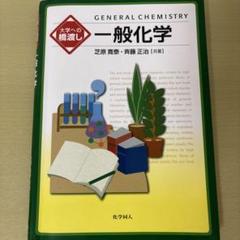 GENERAL CHEMISTRY
大学への
橋渡し
一般化学
芝原 寛泰・斉藤 正治 [共著]
化学同人